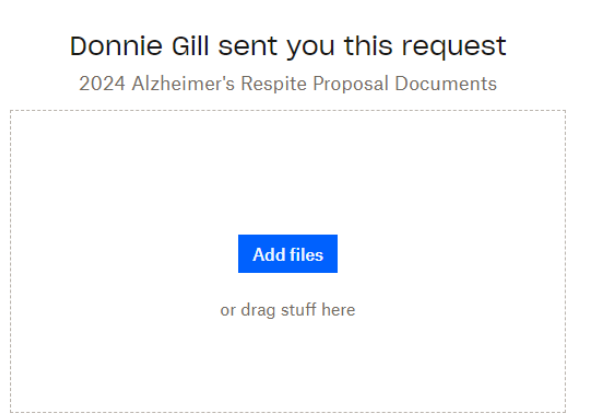 Donnie Gill sent you this request
2024 Alzheimer's Respite Proposal Documents
Add files
or drag stuff here